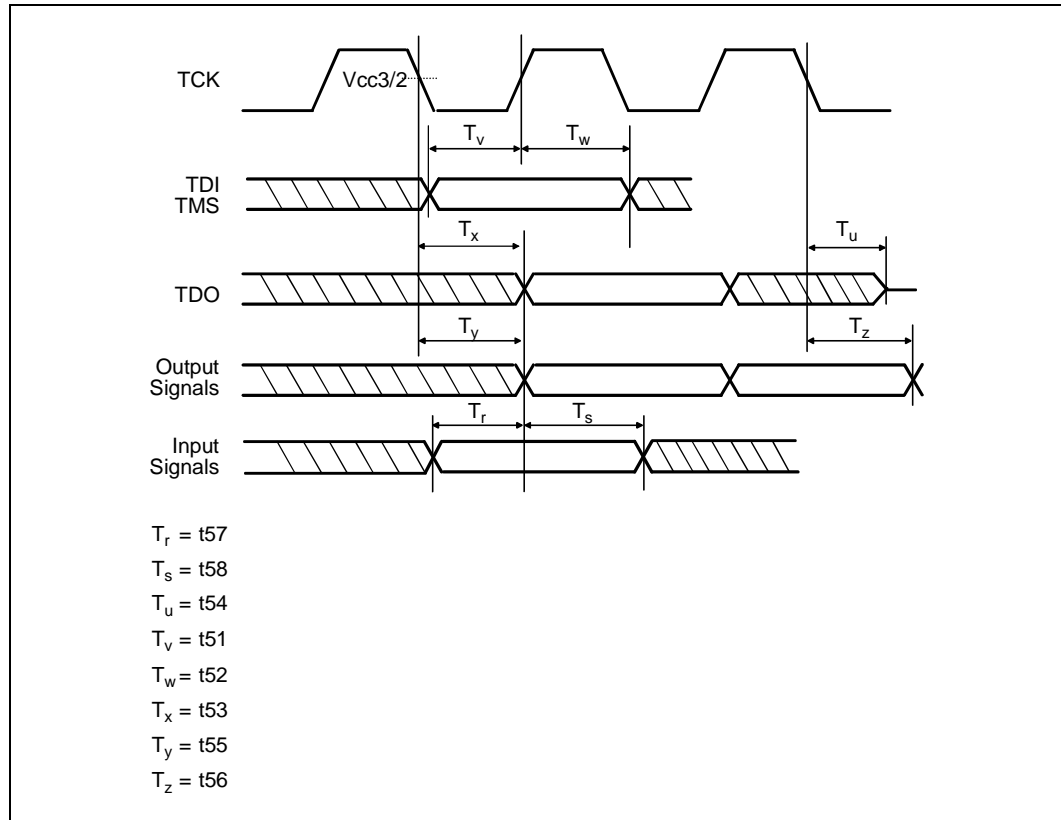 TCK
Vcc3/2
Tv
Tw
TDI
TMS
Tx
Tu
TDO
Ty
Tz
Output
Signals
Tr
Ts
Input
Signals
Tr = t57
Ts = t58
Tu = t54
Tv = t51
Tw = t52
Tx = t53
Ty = t55
Tz = t56